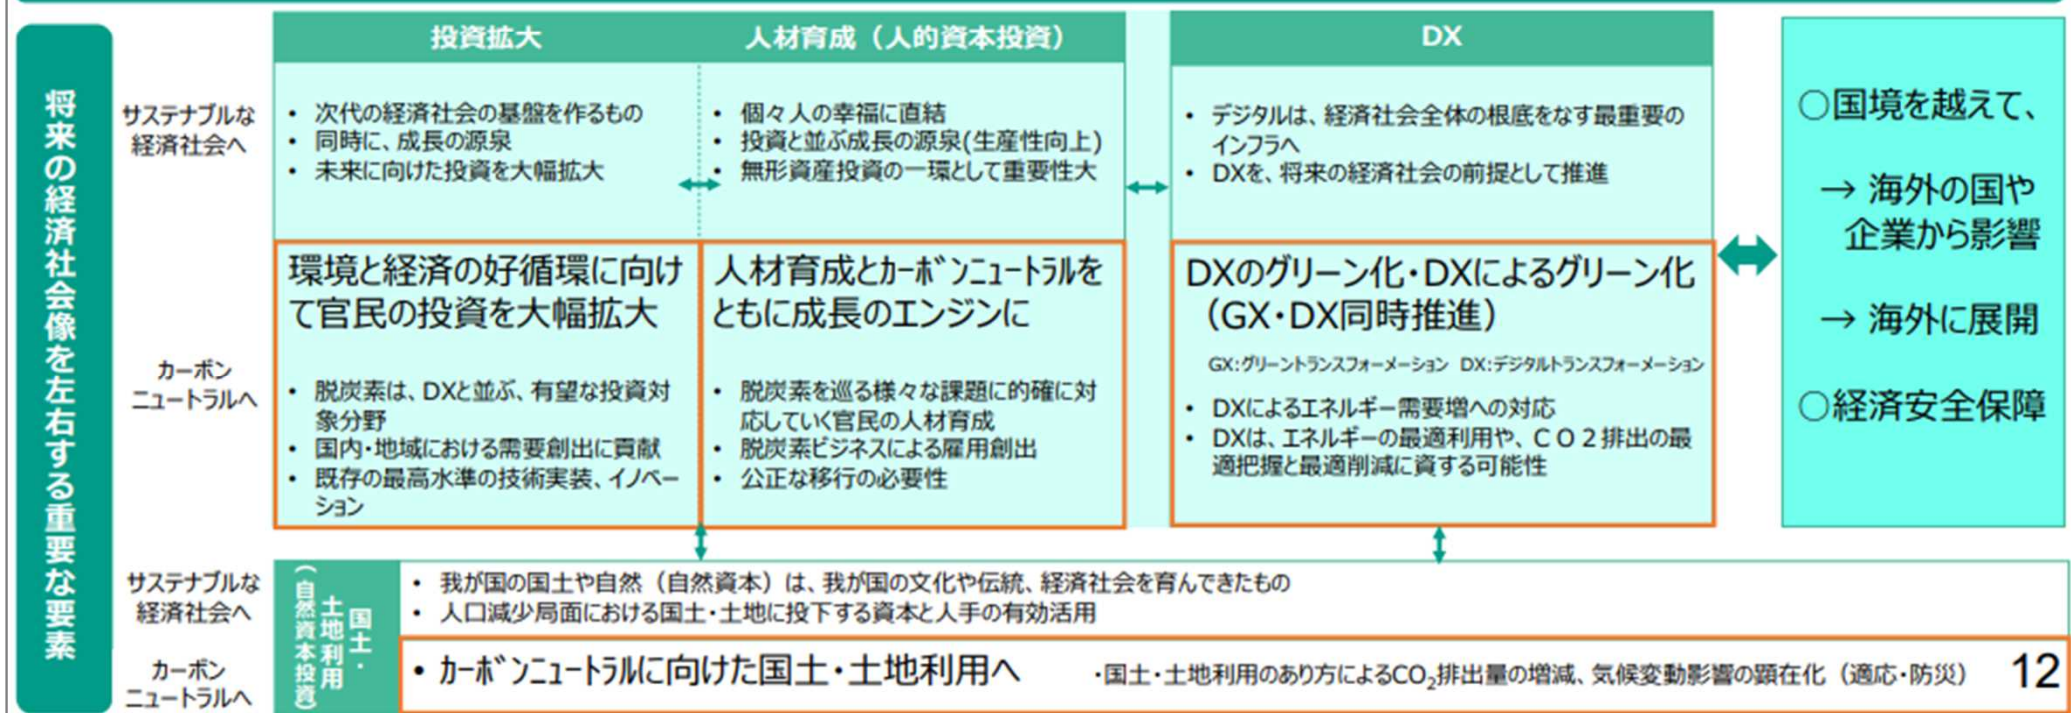 将来の経済社会像を左右する重要な要素
投資拡大
人材育成（人的資本投資）
DX
サステナブルな
経済社会へ
• 次代の経済社会の基盤を作るもの
• 同時に、成長の源泉
• 未来に向けた投資を大幅拡大
• 個々人の幸福に直結
• 投資と並ぶ成長の源泉(生産性向上)
• 無形資産投資の一環として重要性大
• デジタルは、経済社会全体の根底をなす最重要の
インフラへ
• DXを、将来の経済社会の前提として推進
カーボン
ニュートラルへ
環境と経済の好循環に向け
て官民の投資を大幅拡大
• 脱炭素は、DXと並ぶ、有望な投資対
象分野
• 国内・地域における需要創出に貢献
• 既存の最高水準の技術実装、イノベー
ション
人材育成とカーボンニュートラルを
ともに成長のエンジンに
• 脱炭素を巡る様々な課題に的確に対
応していく官民の人材育成
• 脱炭素ビジネスによる雇用創出
• 公正な移行の必要性
DXのグリーン化・DXによるグリーン化
（GX・DX同時推進）
GX:グリーントランスフォーメーション DX:デジタルトランスフォーメーション
• DXによるエネルギー需要増への対応
• DXは、エネルギーの最適利用や、ＣＯ２排出の最
適把握と最適削減に資する可能性
○国境を越えて、
→ 海外の国や
企業から影響
→ 海外に展開
○経済安全保障
サステナブルな
経済社会へ
カーボン
ニュートラルへ
国土・
土地利用
（自然資本投資）
• 我が国の国土や自然（自然資本）は、我が国の文化や伝統、経済社会を育んできたもの
• 人口減少局面における国土・土地に投下する資本と人手の有効活用
• カーボンニュートラルに向けた国土・土地利用へ
・国土・土地利用のあり方によるCO₂排出量の増減、気候変動影響の顕在化（適応・防災）
12